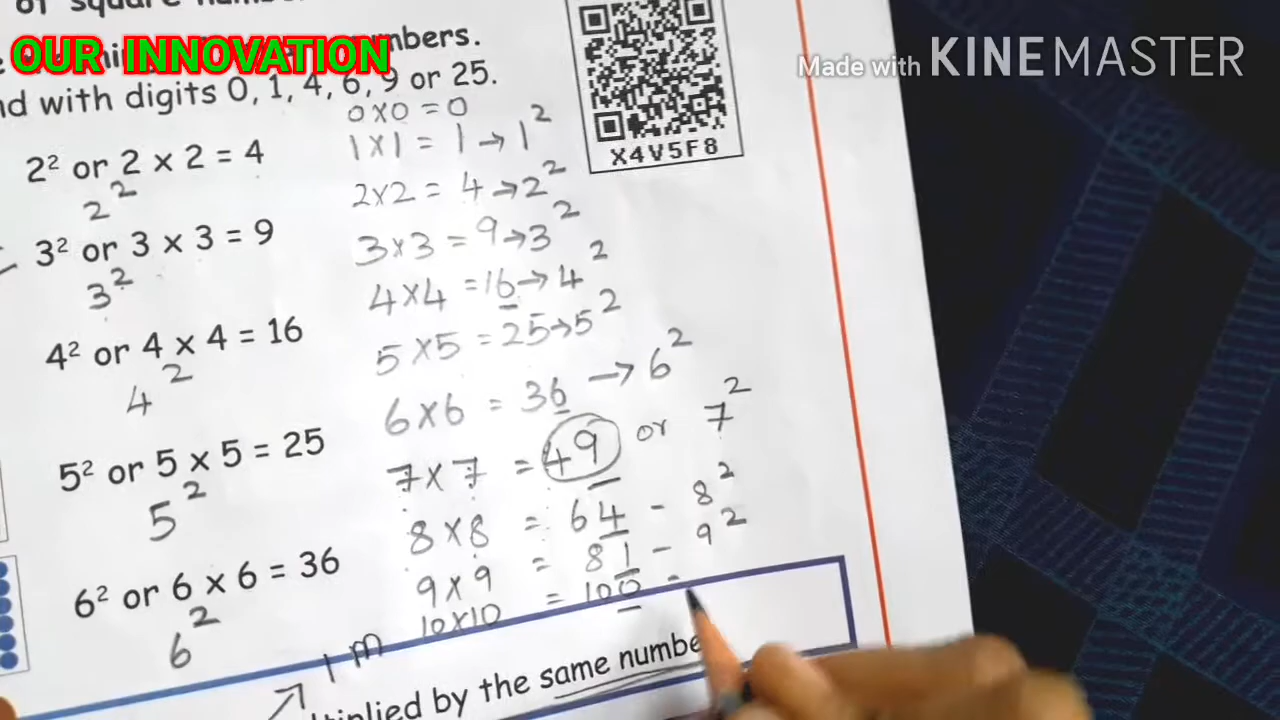 of square
OUR INNOVATION
Made with KINEMASTER
numbers.
nd with digits 0, 1, 4, 6, 9 or 25.
X4V5F8
2² or 2 × 2 = 4
2²
3² or 3 × 3 = 9
3²
4² or 4 × 4 = 16
4²
5² or 5 × 5 = 25
5²
6² or 6 × 6 = 36
6²
0×0 = 0
1×1 = 1 → 1²
2×2 = 4 → 2²
3×3 = 9 → 3²
4×4 = 16 → 4²
5×5 = 25 → 5²
6×6 = 36 → 6²
7×7 = 49 or 7²
8×8 = 64 - 8²
9×9 = 81 - 9²
10×10 = 100 -
1 m
tiplied by the same numbe